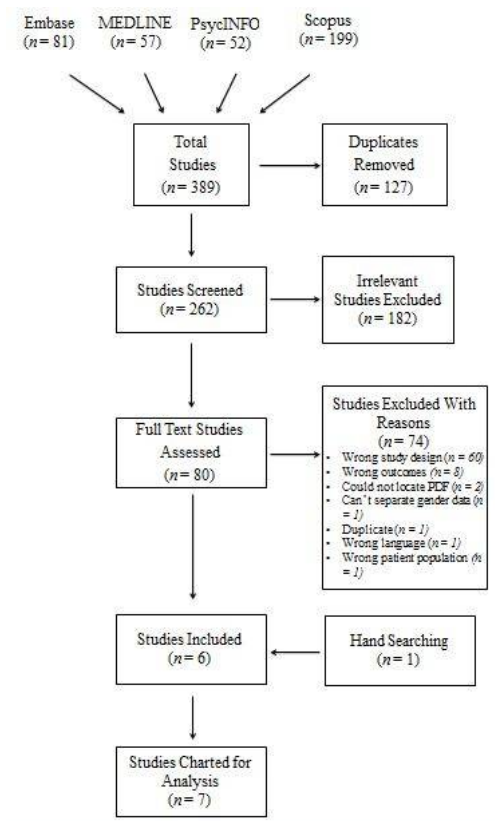 Embase
(n= 81)
MEDLINE
(n= 57)
PsycINFO
(n= 52)
Scopus
(n= 199)
Total
Studies
(n= 389)
Duplicates
Removed
(n= 127)
Studies Screened
(n= 262)
Irrelevant
Studies Excluded
(n= 182)
Full Text Studies
Assessed
(n= 80)
Studies Excluded With
Reasons
(n= 74)
• Wrong study design (n = 60)
• Wrong outcomes (n = 8)
• Could not locate PDF (n = 2)
• Can't separate gender data (n
= 1)
• Duplicate (n = 1)
• Wrong language (n = 1)
• Wrong patient population (n
= 1)
Studies Included
(n= 6)
Hand Searching
(n= 1)
Studies Charted for
Analysis
(n= 7)